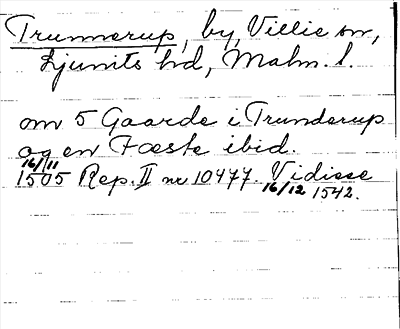 Trunnerup, by, Villie sn,
Ljunits hd, Malm. l.
om 5 Gaarde i Trunderup
og en Fæste ibid.
16/11
1505 Rep. II nr 10477. Vidisse
16/12 1542.